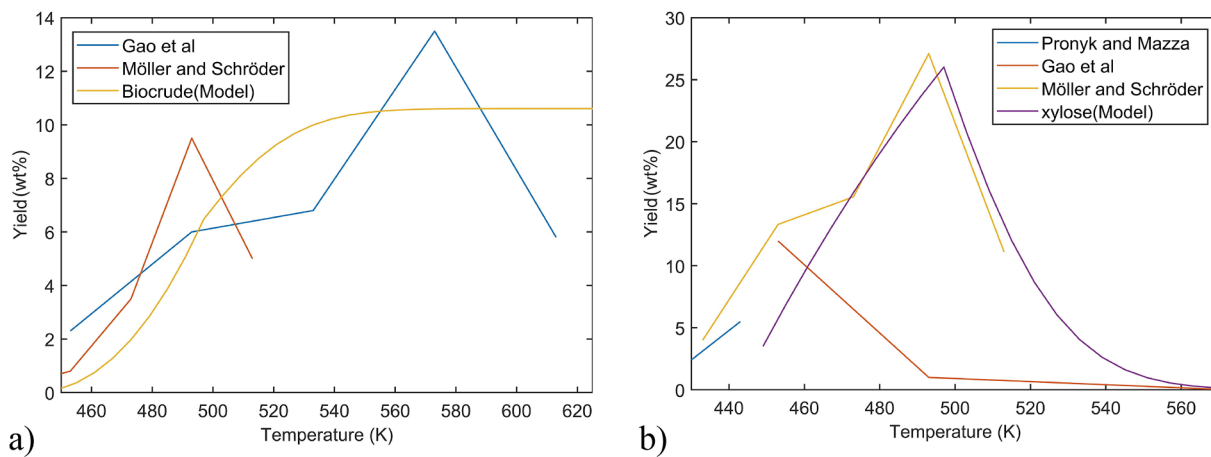 14
12
10
8
6
4
2
0
Yield (wt%)
Gao et al
Möller and Schröder
Biocrude(Model)
460 480 500 520 540 560 580 600 620
Temperature (K)
a)
30
25
20
15
10
5
0
Yield (wt%)
Pronyk and Mazza
Gao et al
Möller and Schröder
xylose(Model)
440 460 480 500 520 540 560
Temperature (K)
b)